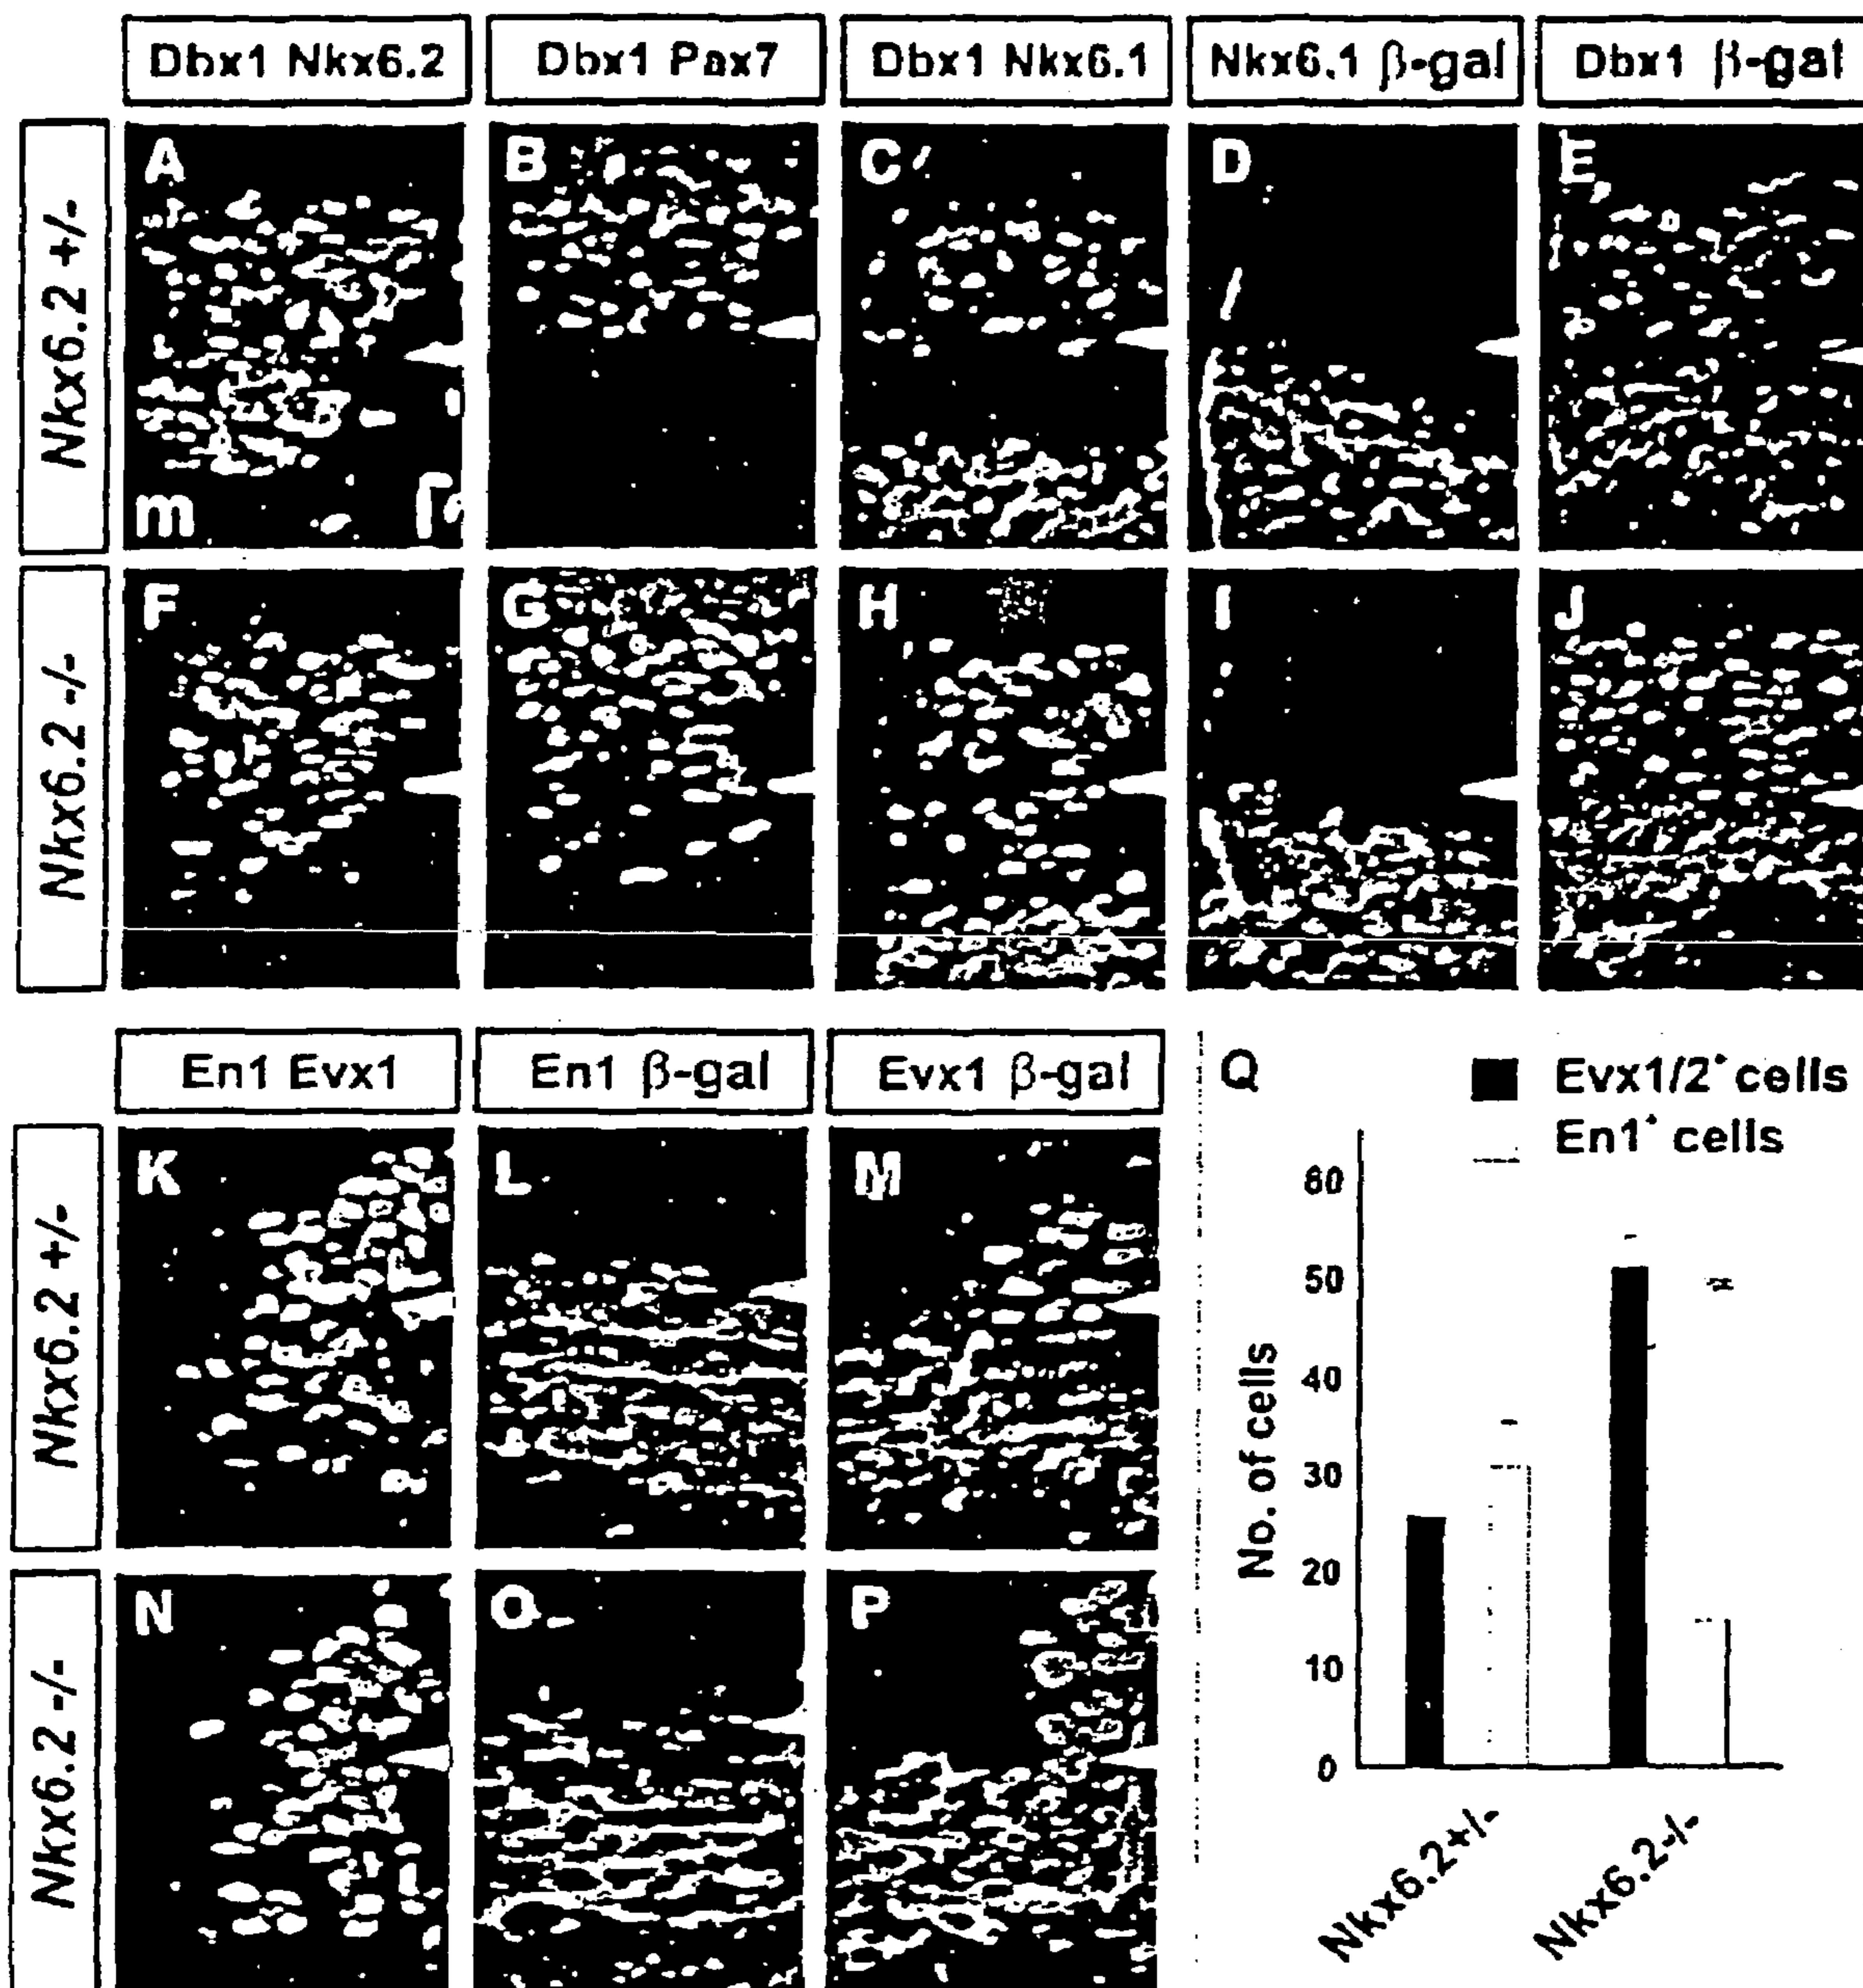 Dbx1 Nkx6.2
Dbx1 Pax7
Dbx1 Nkx6.1
Nkx6.1 β-gal
Dbx1 β-gal
Nkx6.2 +/-
A
B
C
D
E
m
Nkx6.2 -/-
F
G
H
I
J
En1 Evx1
En1 β-gal
Evx1 β-gal
Nkx6.2 +/-
K
L
M
Nkx6.2 -/-
N
O
P
Q
Evx1/2+ cells
En1+ cells
No. of cells
60
50
40
30
20
10
0
Nkx6.2+/-
Nkx6.2-/-